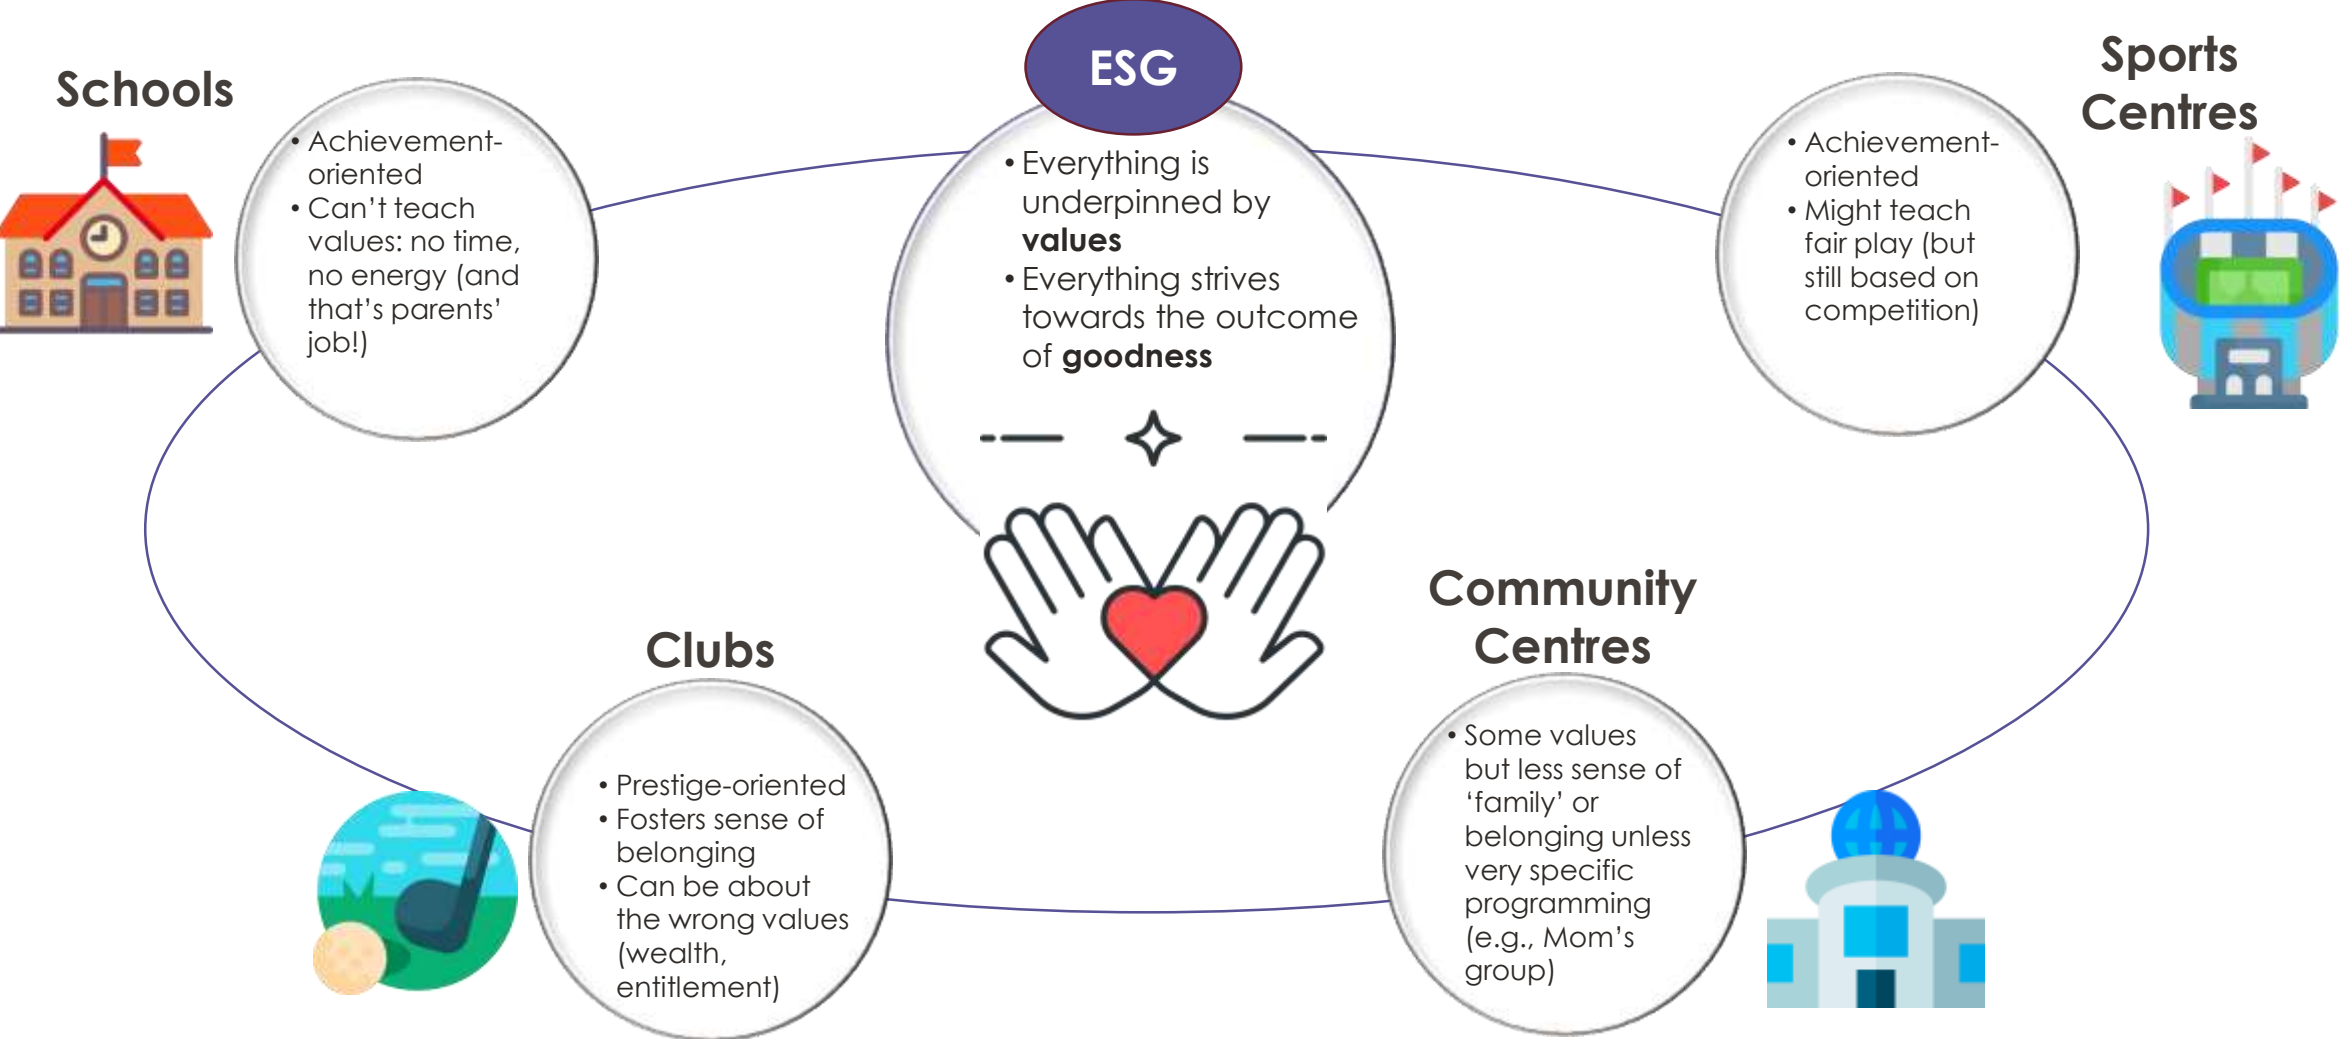 Schools
• Achievement-
oriented
• Can't teach
values: no time,
no energy (and
that's parents'
job!)
ESG
• Everything is
underpinned by
values
• Everything strives
towards the outcome
of goodness
Sports
Centres
• Achievement-
oriented
• Might teach
fair play (but
still based on
competition)
Clubs
• Prestige-oriented
• Fosters sense of
belonging
• Can be about
the wrong values
(wealth,
entitlement)
Community
Centres
• Some values
but less sense of
‘family’ or
belonging unless
very specific
programming
(e.g., Mom’s
group)